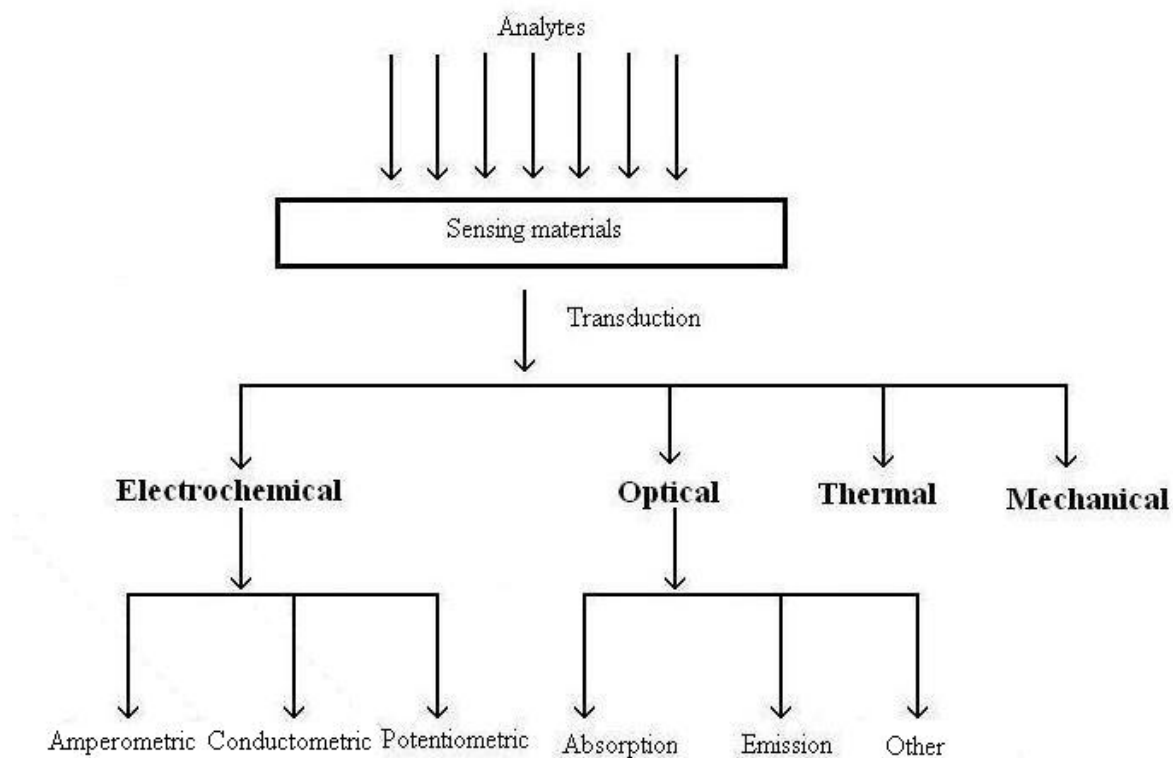 Analytes
Sensing materials
Transduction
Electrochemical
Optical
Thermal
Mechanical
Amperometric
Conductometric
Potentiometric
Absorption
Emission
Other